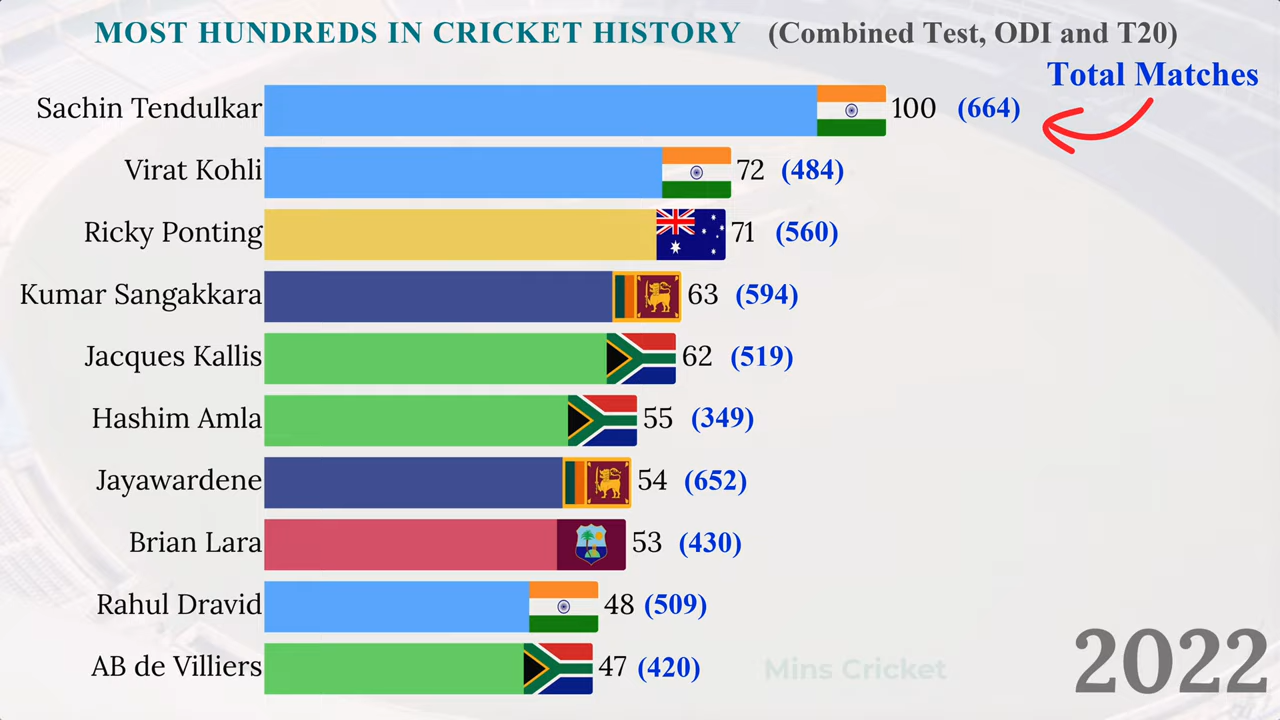 MOST HUNDREDS IN CRICKET HISTORY (Combined Test, ODI and T20)
Total Matches
Sachin Tendulkar 100 (664)
Virat Kohli 72 (484)
Ricky Ponting 71 (560)
Kumar Sangakkara 63 (594)
Jacques Kallis 62 (519)
Hashim Amla 55 (349)
Jayawardene 54 (652)
Brian Lara 53 (430)
Rahul Dravid 48 (509)
AB de Villiers 47 (420)
Mins Cricket
2022